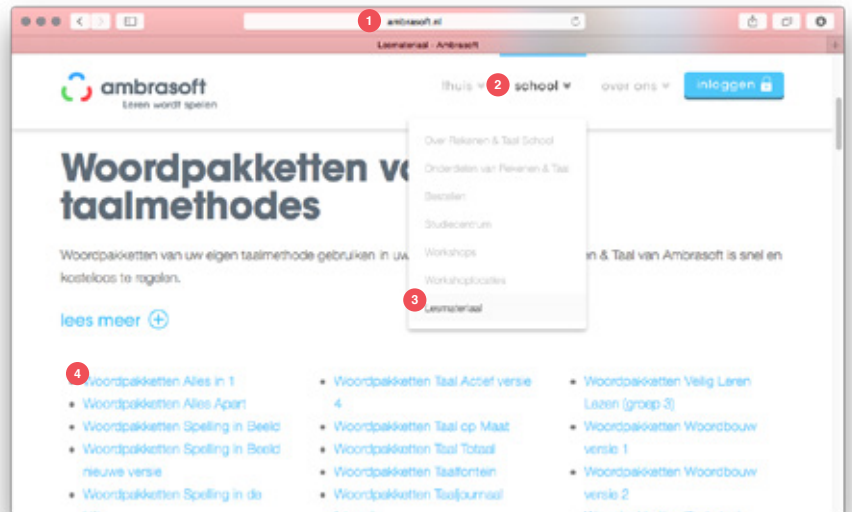 1 ambrasoft.nl
Lesmateriaal - Ambrasoft
+
ambrasoft
Leren wordt spelen
thuis 2 school over ons inloggen
Over Rekenen & Taal School
Onderdelen van Rekenen & Taal
Bestellen
Studiecentrum
Workshops
Workshoplocaties
3 Lesmateriaal
Woordpakketten v
taalmethodes
Woordpakketten van uw eigen taalmethode gebruiken in uw n & Taal van Ambrasoft is snel en
kosteloos te regelen.
lees meer
4 Woordpakketten Alles in 1
Woordpakketten Alles Apart
Woordpakketten Spelling in Beeld
Woordpakketten Spelling in Beeld
nieuwe versie
Woordpakketten Spelling in de
Woordpakketten Taal Actief versie
4
Woordpakketten Taal op Maat
Woordpakketten Taal Totaal
Woordpakketten Taalfontein
Woordpakketten Taaljournaal
Woordpakketten Veilig Leren
Lezen (groep 3)
Woordpakketten Woordbouw
versie 1
Woordpakketten Woordbouw
versie 2